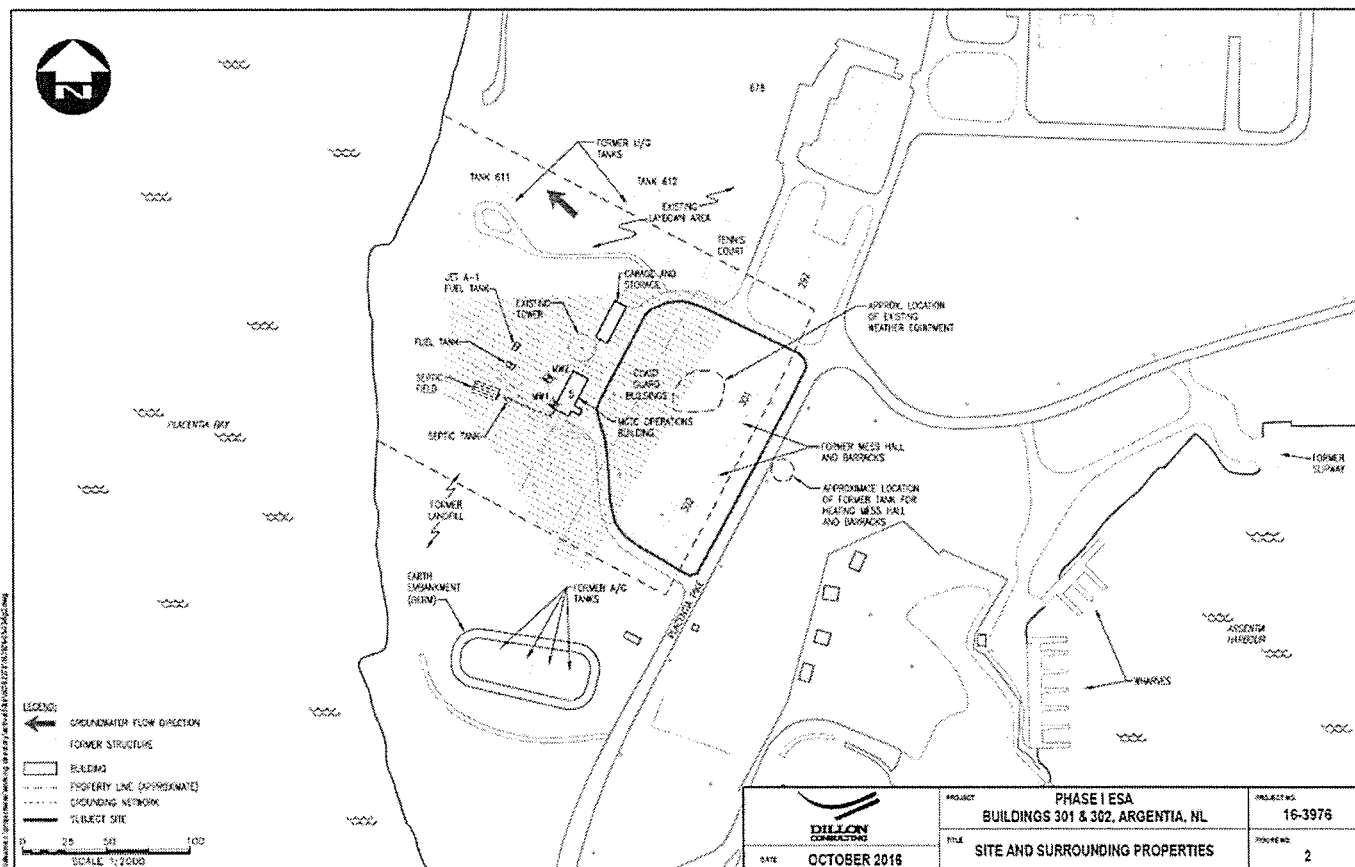 N
678
FORMER U/G
TANKS
TANK 611
TANK 612
EXISTING
LAYDOWN AREA
TENNIS
COURT
292
JET A-1
FUEL TANK
GARAGE AND
STORAGE
EXISTING
TOWER
APPROX. LOCATION
OF EXISTING
WEATHER EQUIPMENT
FUEL TANK
MW2
COAST
GUARD
BUILDINGS
SEPTIC
FIELD
MW1
301
PLACENTIA BAY
SEPTIC TANK
MCTC OPERATIONS
BUILDING
FORMER MESS HALL
AND BARRACKS
FORMER
SLIPWAY
302
APPROXIMATE LOCATION
OF FORMER TANK FOR
HEATING MESS HALL
AND BARRACKS
FORMER
LANDFILL
EARTH
EMBANKMENT
(BERM)
FORMER A/G
TANKS
PLACENTIA PIKE
ARGENTIA
HARBOUR
WHARVES
LEGEND:
GROUNDWATER FLOW DIRECTION
FORMER STRUCTURE
BUILDING
PROPERTY LINE (APPROXIMATE)
GROUNDING NETWORK
SUBJECT SITE
0 25 50 100
SCALE 1:2000
DILLON
CONSULTING
DATE OCTOBER 2016
PROJECT
PHASE I ESA
BUILDINGS 301 & 302, ARGENTIA, NL
TITLE
SITE AND SURROUNDING PROPERTIES
PROJECT NO.
16-3976
FIGURE NO.
2